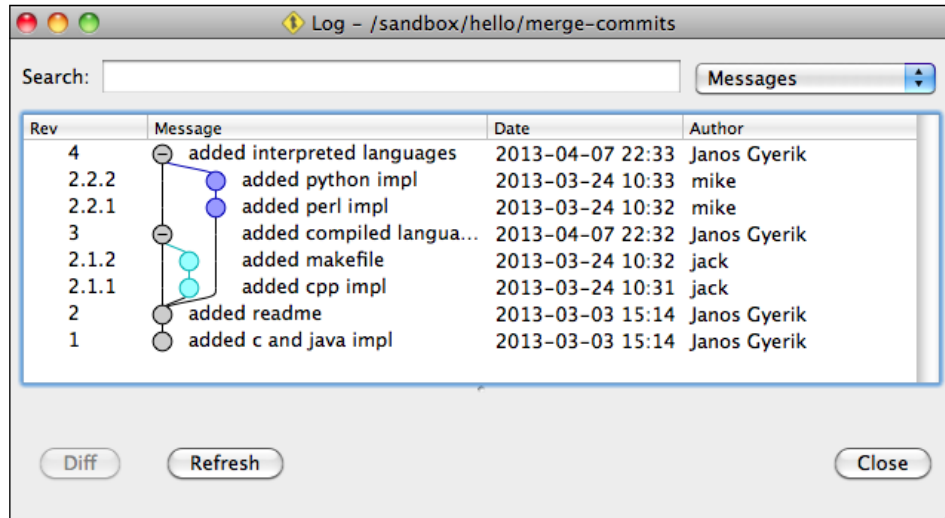 Log – /sandbox/hello/merge-commits
Search: Messages
Rev Message Date Author
4 added interpreted languages 2013-04-07 22:33 Janos Gyerik
2.2.2 added python impl 2013-03-24 10:33 mike
2.2.1 added perl impl 2013-03-24 10:32 mike
3 added compiled langua... 2013-04-07 22:32 Janos Gyerik
2.1.2 added makefile 2013-03-24 10:32 jack
2.1.1 added cpp impl 2013-03-24 10:31 jack
2 added readme 2013-03-03 15:14 Janos Gyerik
1 added c and java impl 2013-03-03 15:14 Janos Gyerik
Diff Refresh Close